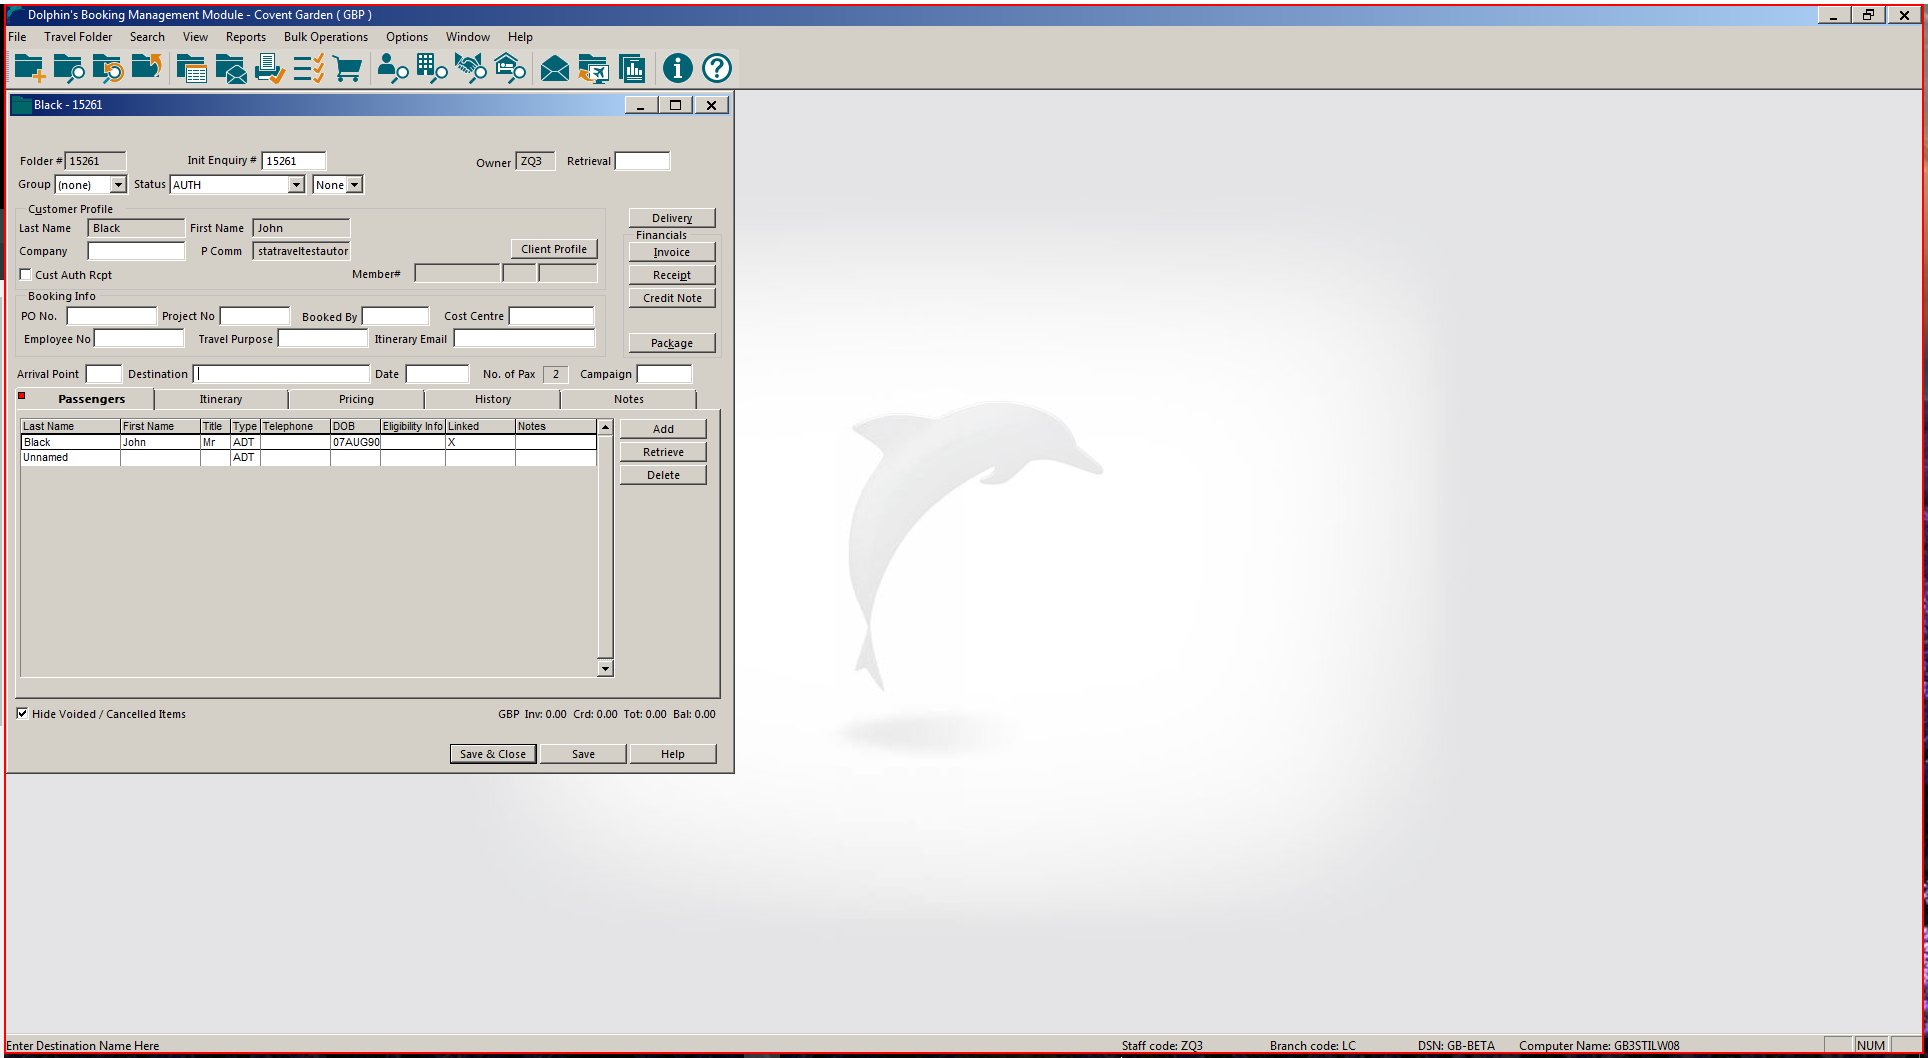 Dolphin's Booking Management Module - Covent Garden ( GBP )
File Travel Folder Search View Reports Bulk Operations Options Window Help
Black - 15261
Folder # 15261 Init Enquiry # 15261 Owner ZQ3 Retrieval
Group (none) Status AUTH None
Customer Profile
Last Name Black First Name John
Company P Comm statraveltestautor Client Profile
Cust Auth Rcpt Member#
Delivery
Financials
Invoice
Receipt
Credit Note
Package
Booking Info
PO No. Project No Booked By Cost Centre
Employee No Travel Purpose Itinerary Email
Arrival Point Destination Date No. of Pax 2 Campaign
Passengers Itinerary Pricing History Notes
Last Name First Name Title Type Telephone DOB Eligibility Info Linked Notes
Black John Mr ADT 07AUG90 X
Unnamed ADT
Add
Retrieve
Delete
Hide Voided / Cancelled Items GBP Inv: 0.00 Crd: 0.00 Tot: 0.00 Bal: 0.00
Save & Close Save Help
Enter Destination Name Here Staff code: ZQ3 Branch code: LC DSN: GB-BETA Computer Name: GB3STILW08 NUM